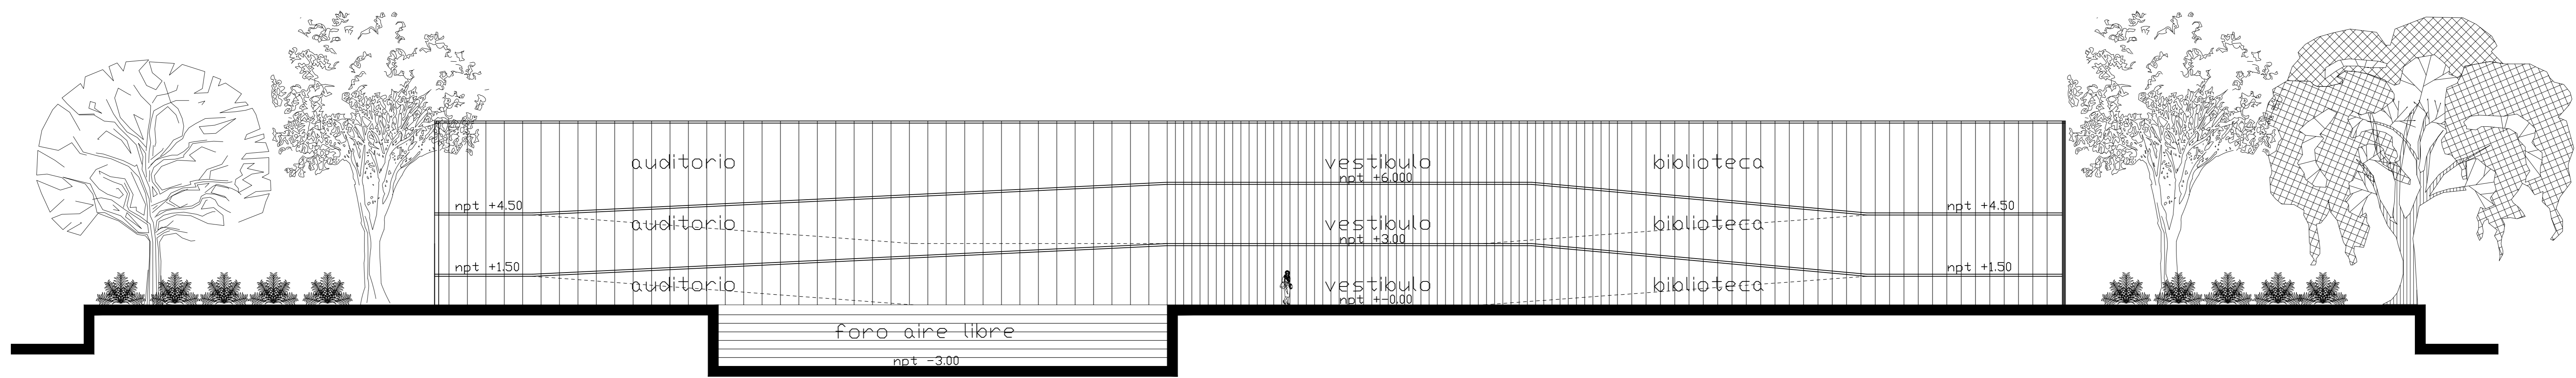 auditorio
vestibulo
biblioteca
npt +6.000
npt +4.50
npt +4.50
auditorio
vestibulo
biblioteca
npt +3.00
npt +1.50
npt +1.50
auditorio
vestibulo
biblioteca
npt +-0.00
foro aire libre
npt -3.00